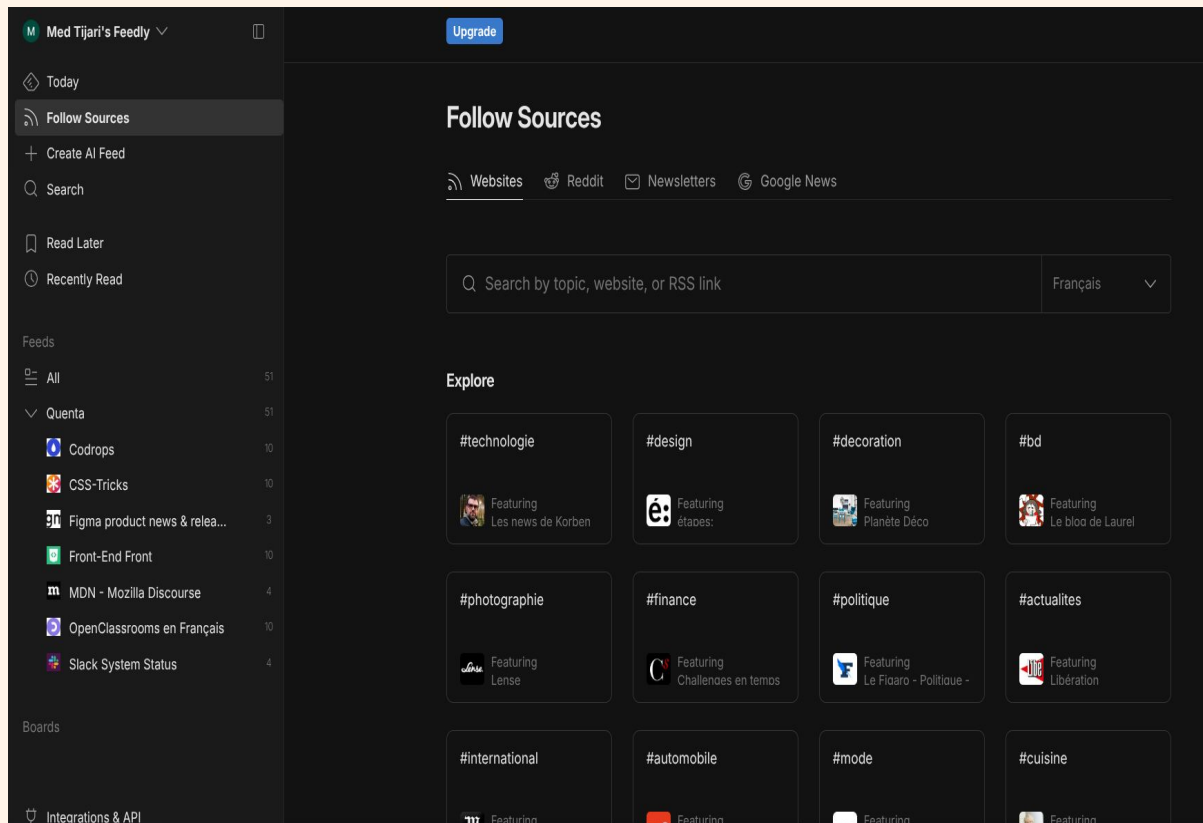 M Med Tijari's Feedly
Upgrade
Today
Follow Sources
Create AI Feed
Search
Read Later
Recently Read
Feeds
All 51
Quenta 51
Codrops 10
CSS-Tricks 10
Figma product news & relea... 3
Front-End Front 10
MDN - Mozilla Discourse 4
OpenClassrooms en Français 10
Slack System Status 4
Boards
Integrations & API
Follow Sources
Websites Reddit Newsletters Google News
Search by topic, website, or RSS link Français
Explore
#technologie
Featuring
Les news de Korben
#design
é:
Featuring
étapes:
#decoration
Featuring
Planète Déco
#bd
Featuring
Le blog de Laurel
#photographie
Lense
Featuring
Lense
#finance
Cs
Featuring
Challenges en temps
#politique
F
Featuring
Le Figaro - Politique -
#actualites
Featuring
Libération
#international
Featuring
#automobile
Featuring
#mode
Featuring
#cuisine
Featuring